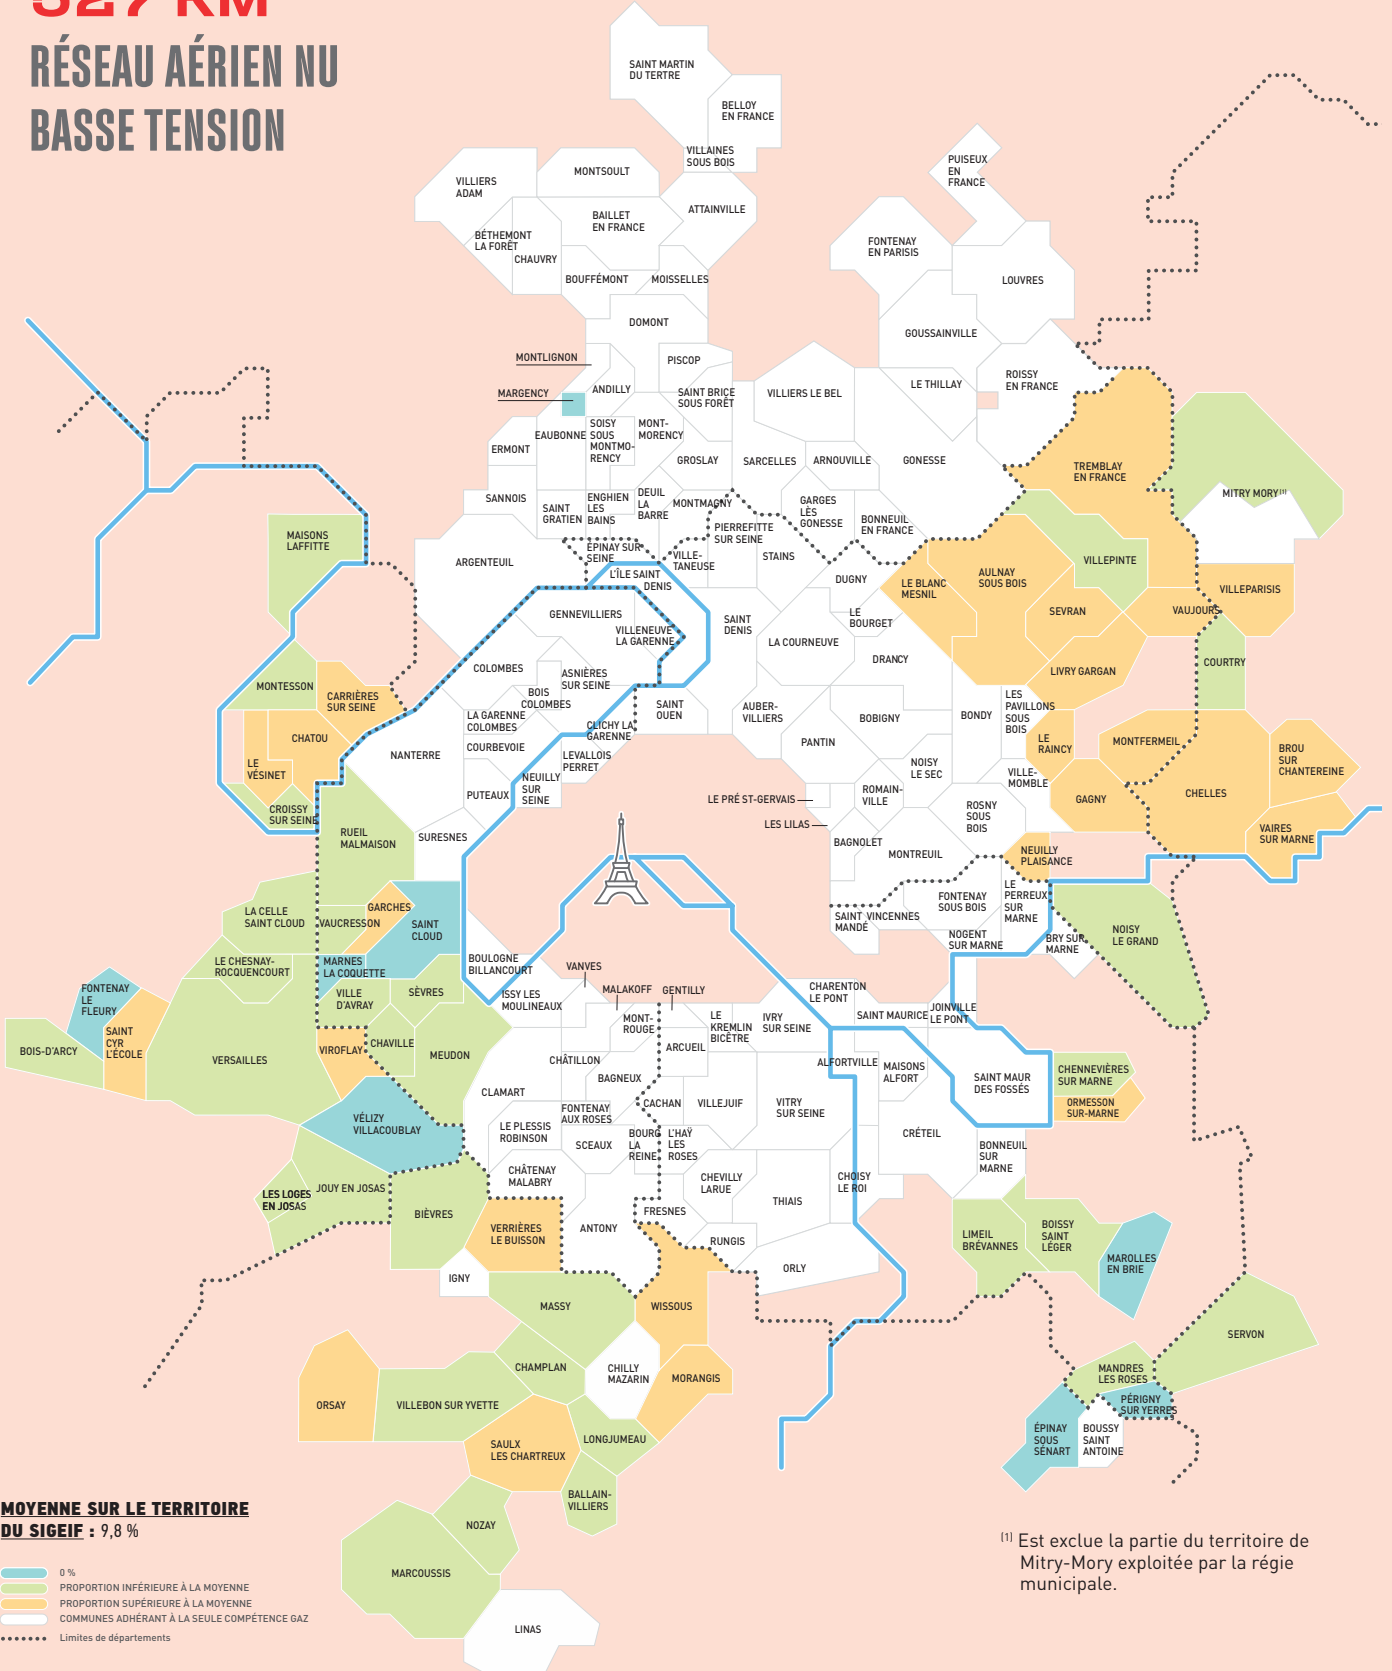 527 KM
RÉSEAU AÉRIEN NU
BASSE TENSION
SAINT MARTIN
DU TERTRE
BELLOY
EN FRANCE
VILLAINES
SOUS BOIS
PUISEUX
EN
FRANCE
VILLIERS
ADAM
MONTSOULT
ATTAINVILLE
BAILLET
EN FRANCE
BÉTHEMONT
LA FORÊT
CHAUVRY
BOUFFÉMONT
MOISSELLES
FONTENAY
EN PARISIS
LOUVRES
DOMONT
GOUSSAINVILLE
MONTLIGNON
PISCOP
ROISSY
EN FRANCE
MARGENCY
ANDILLY
SAINT BRICE
SOUS FORÊT
VILLIERS LE BEL
LE THILLAY
EAUBONNE
SOISY
SOUS
MONTMO-
RENCY
MONT-
MORENCY
ERMONT
GROSLAY
SARCELLES
ARNOUVILLE
GONESSE
TREMBLAY
EN FRANCE
MITRY MORY(1)
SANNOIS
SAINT
GRATIEN
ENGHIEN
LES
BAINS
DEUIL
LA
BARRE
MONTMAGNY
GARGES
LÈS
GONESSE
BONNEUIL
EN FRANCE
PIERREFITTE
SUR SEINE
MAISONS
LAFFITTE
ARGENTEUIL
ÉPINAY SUR
SEINE
VILLE-
TANEUSE
STAINS
VILLEPINTE
L'ÎLE SAINT
DENIS
DUGNY
LE BLANC
MESNIL
AULNAY
SOUS BOIS
VILLEPARISIS
GENNEVILLIERS
VILLENEUVE
LA GARENNE
SAINT
DENIS
LE
BOURGET
SEVRAN
VAUJOURS
LA COURNEUVE
DRANCY
COURTRY
COLOMBES
ASNIÈRES
SUR SEINE
LIVRY GARGAN
MONTESSON
CARRIÈRES
SUR SEINE
BOIS
COLOMBES
SAINT
OUEN
AUBER-
VILLIERS
BOBIGNY
BONDY
LES
PAVILLONS
SOUS
BOIS
LA GARENNE
COLOMBES
CLICHY LA
GARENNE
CHATOU
NANTERRE
COURBEVOIE
LEVALLOIS
PERRET
PANTIN
LE
RAINCY
MONTFERMEIL
BROU
SUR
CHANTEREINE
LE
VÉSINET
NOISY
LE SEC
VILLE-
MOMBLE
CHELLES
PUTEAUX
NEUILLY
SUR
SEINE
LE PRÉ ST-GERVAIS
ROMAIN-
VILLE
GAGNY
CROISSY
SUR SEINE
ROSNY
SOUS
BOIS
LES LILAS
VAIRES
SUR MARNE
RUEIL
MALMAISON
SURESNES
BAGNOLET
MONTREUIL
NEUILLY
PLAISANCE
GARCHES
LA CELLE
SAINT CLOUD
VAUCRESSON
SAINT
CLOUD
SAINT
MANDÉ
VINCENNES
FONTENAY
SOUS BOIS
LE
PERREUX
SUR
MARNE
NOISY
LE GRAND
NOGENT
SUR MARNE
BRY SUR
MARNE
LE CHESNAY-
ROCQUENCOURT
MARNES
LA COQUETTE
BOULOGNE
BILLANCOURT
VANVES
FONTENAY
LE
FLEURY
VILLE
D'AVRAY
SÈVRES
ISSY LES
MOULINEAUX
MALAKOFF
GENTILLY
CHARENTON
LE PONT
SAINT MAURICE
JOINVILLE
LE PONT
SAINT
CYR
L'ÉCOLE
MONT-
ROUGE
LE
KREMLIN
BICÊTRE
IVRY
SUR SEINE
BOIS-D'ARCY
VERSAILLES
VIROFLAY
CHAVILLE
MEUDON
ARCUEIL
CHÂTILLON
ALFORTVILLE
MAISONS
ALFORT
BAGNEUX
SAINT MAUR
DES FOSSÉS
CHENNEVIÈRES
SUR MARNE
CLAMART
CACHAN
VILLEJUIF
VITRY
SUR SEINE
ORMESSON
SUR-MARNE
VÉLIZY
VILLACOUBLAY
FONTENAY
AUX ROSES
LE PLESSIS
ROBINSON
SCEAUX
BOURG
LA
REINE
L'HAŸ
LES
ROSES
CRÉTEIL
BONNEUIL
SUR
MARNE
CHÂTENAY
MALABRY
CHEVILLY
LARUE
CHOISY
LE ROI
LES LOGES
EN JOSAS
JOUY EN JOSAS
BIÈVRES
FRESNES
THIAIS
VERRIÈRES
LE BUISSON
ANTONY
RUNGIS
LIMEIL
BRÉVANNES
BOISSY
SAINT
LÉGER
MAROLLES
EN BRIE
IGNY
ORLY
MASSY
WISSOUS
SERVON
CHAMPLAN
CHILLY
MAZARIN
MORANGIS
MANDRES
LES ROSES
ORSAY
VILLEBON SUR YVETTE
PÉRIGNY
SUR YERRES
LONGJUMEAU
SAULX
LES CHARTREUX
ÉPINAY
SOUS
SÉNART
BOUSSY
SAINT
ANTOINE
BALLAIN-
VILLIERS
NOZAY
MARCOUSSIS
LINAS
MOYENNE SUR LE TERRITOIRE
DU SIGEIF : 9,8 %
0 %
PROPORTION INFÉRIEURE À LA MOYENNE
PROPORTION SUPÉRIEURE À LA MOYENNE
COMMUNES ADHÉRANT À LA SEULE COMPÉTENCE GAZ
Limites de départements
(1) Est exclue la partie du territoire de
Mitry-Mory exploitée par la régie
municipale.